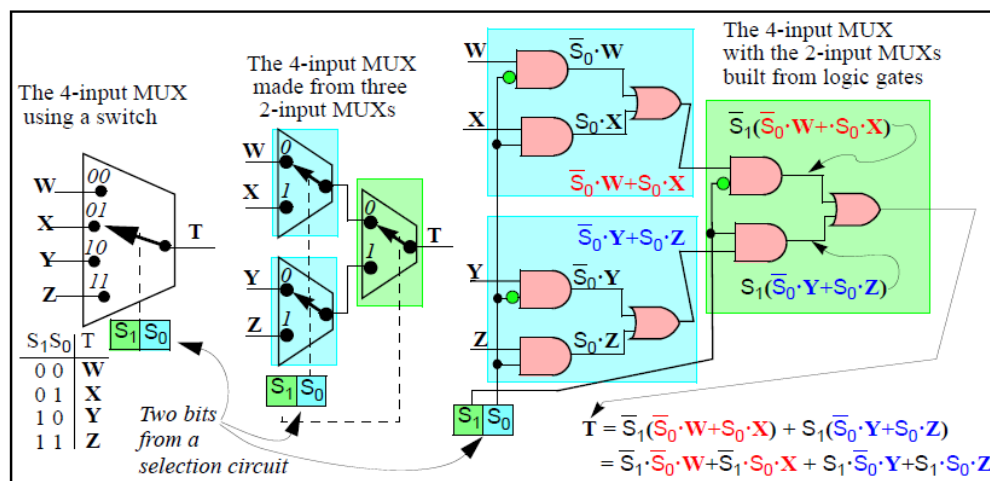 The 4-input MUX
using a switch
W
X
Y
Z
00
01
10
11
T
S₁ S₀
S₁S₀ T
0 0 W
0 1 X
1 0 Y
1 1 Z
Two bits
from a
selection circuit
The 4-input MUX
made from three
2-input MUXs
W
X
0
1
Y
Z
0
1
0
1
T
S₁ S₀
W
X
S̅₀·W
S₀·X
S̅₀·W+S₀·X
S̅₀·Y+S₀·Z
Y
Z
S̅₀·Y
S₀·Z
S₁ S₀
The 4-input MUX
with the 2-input MUXs
built from logic gates
S̅₁(S̅₀·W+·S₀·X)
S₁(S̅₀·Y+S₀·Z)
T = S̅₁(S̅₀·W+S₀·X) + S₁(S̅₀·Y+S₀·Z)
= S̅₁·S̅₀·W+S̅₁·S₀·X + S₁·S̅₀·Y+S₁·S₀·Z